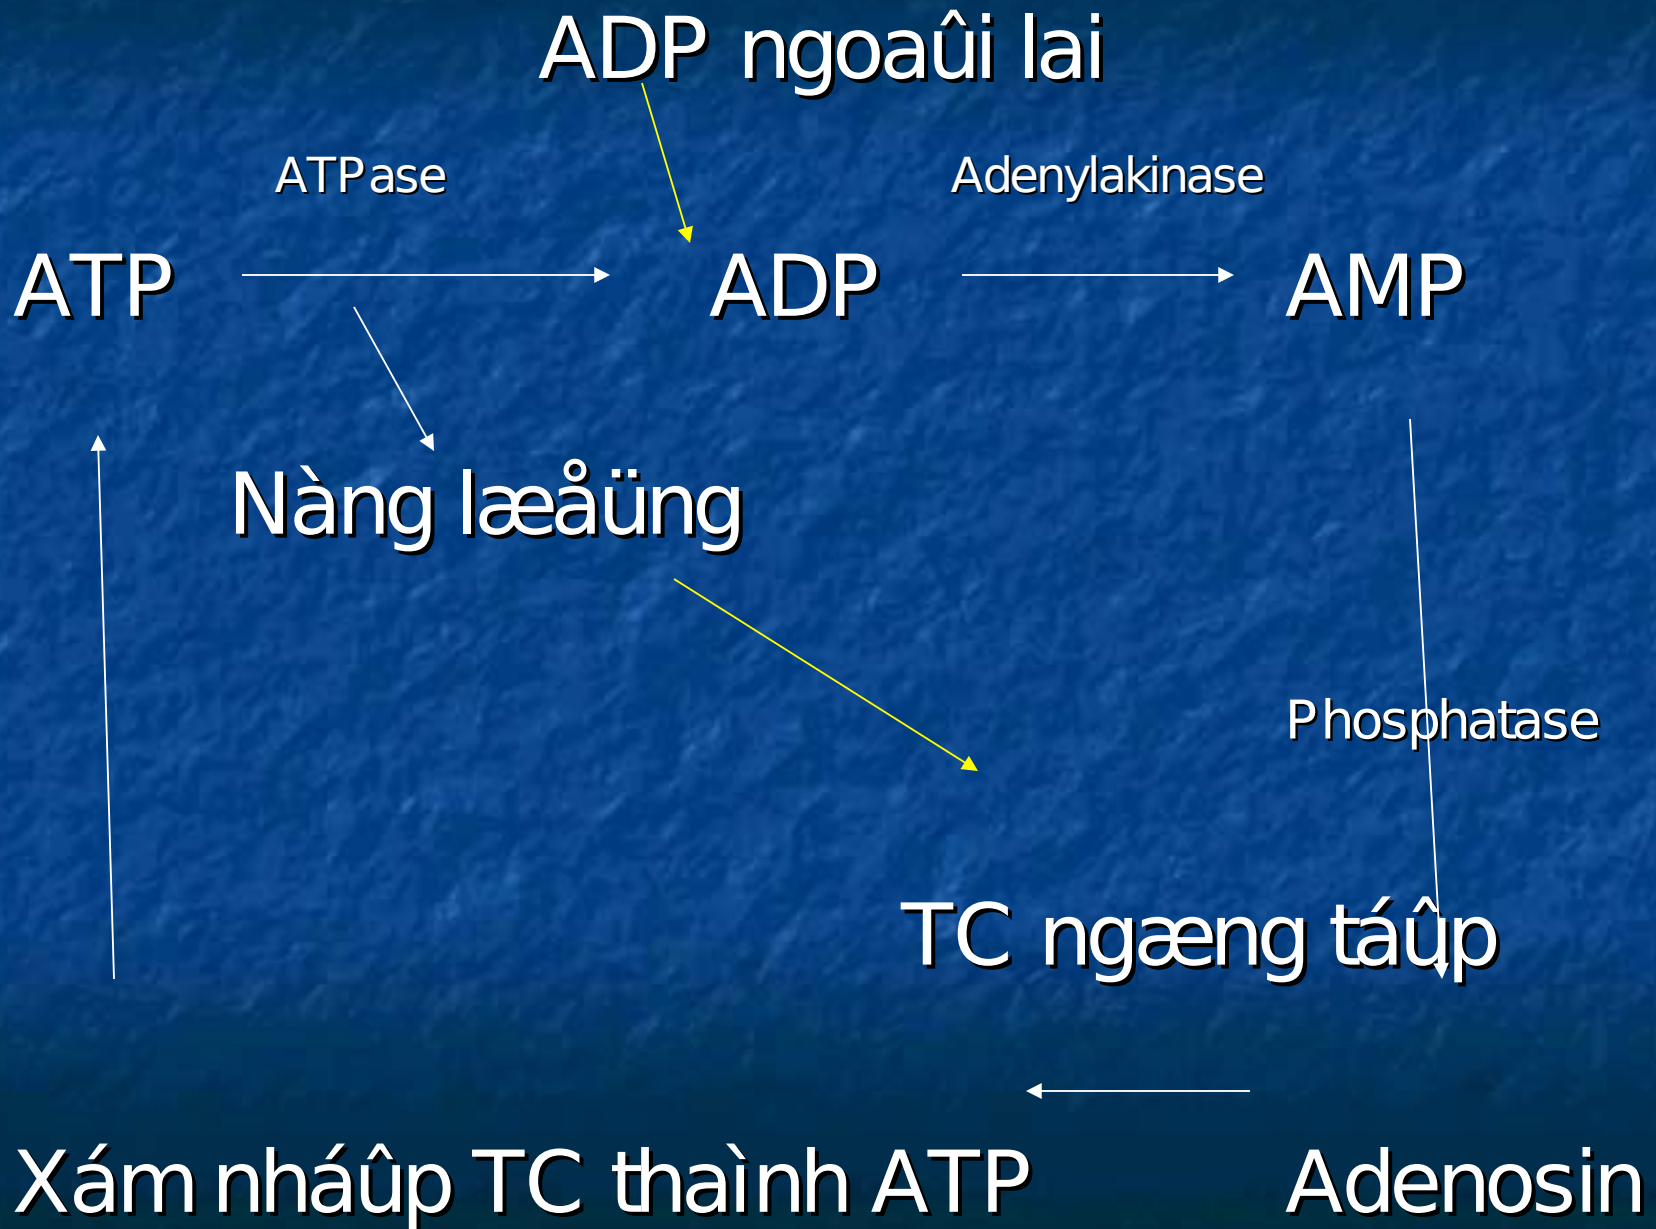 ADP ngoaûi lai
ATPase Adenylakinase
ATP ADP AMP
Nàng læåüng
Phosphatase
TC ngæng táûp
Xám nháûp TC thaình ATP Adenosin